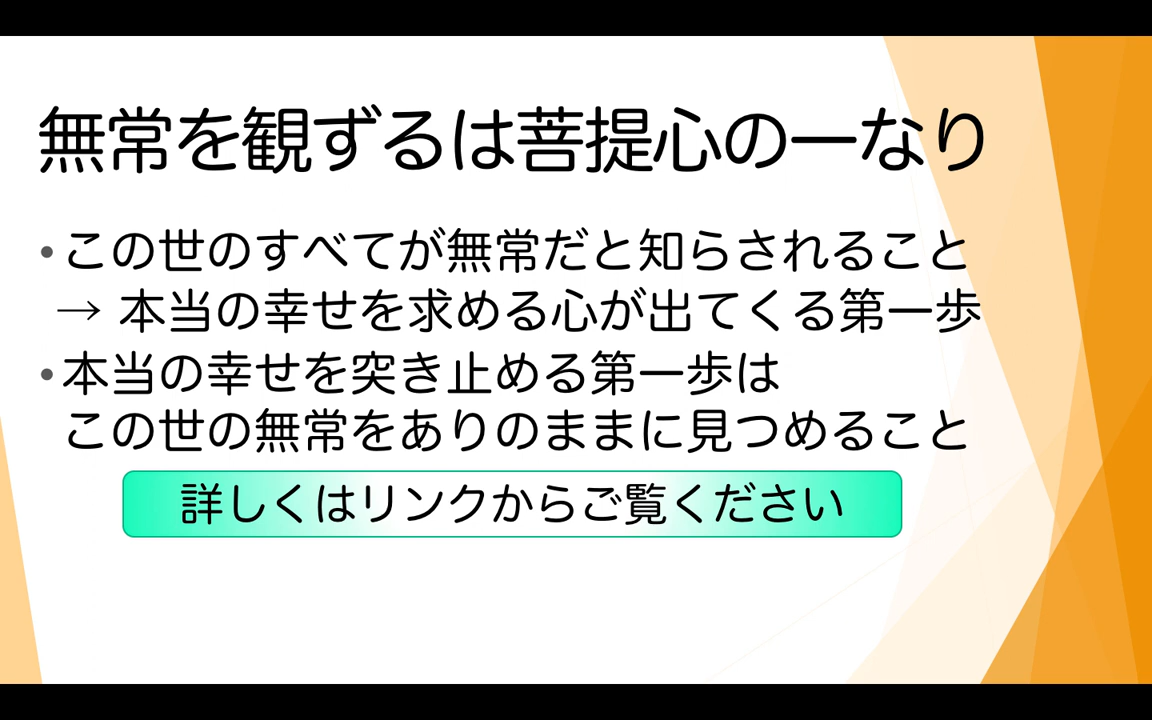 無常を観ずるは菩提心の一なり
•この世のすべてが無常だと知らされること
→ 本当の幸せを求める心が出てくる第一歩
•本当の幸せを突き止める第一歩は
この世の無常をありのままに見つめること
詳しくはリンクからご覧ください